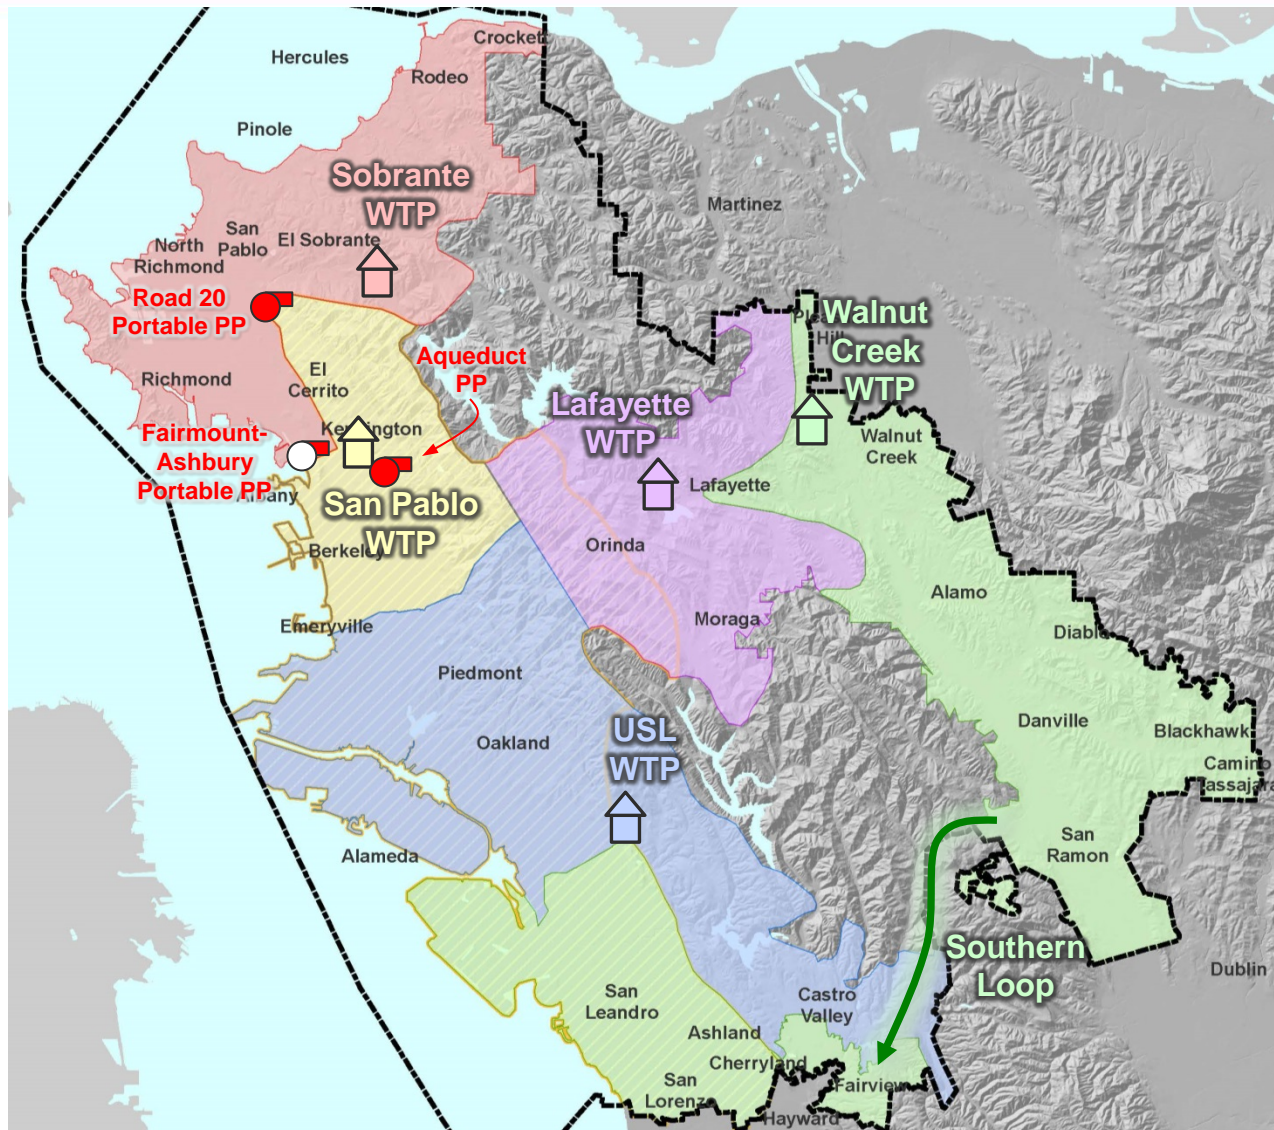 Crockett
Hercules
Rodeo
Pinole
Sobrante
WTP
Martinez
San
Pablo
El Sobrante
North
Richmond
Road 20
Portable PP
Walnut
Creek
WTP
Aqueduct
PP
El
Cerrito
Richmond
Lafayette
WTP
Fairmount-
Ashbury
Portable PP
Walnut
Creek
Lafayette
San Pablo
WTP
Berkeley
Orinda
Alamo
Moraga
Emeryville
Diablo
Piedmont
Danville
Blackhawk
USL
WTP
Oakland
Camino
San
Ramon
Alameda
Southern
Loop
Dublin
San
Leandro
Castro
Valley
Ashland
Cherryland
San
Lorenzo
Fairview
Hayward